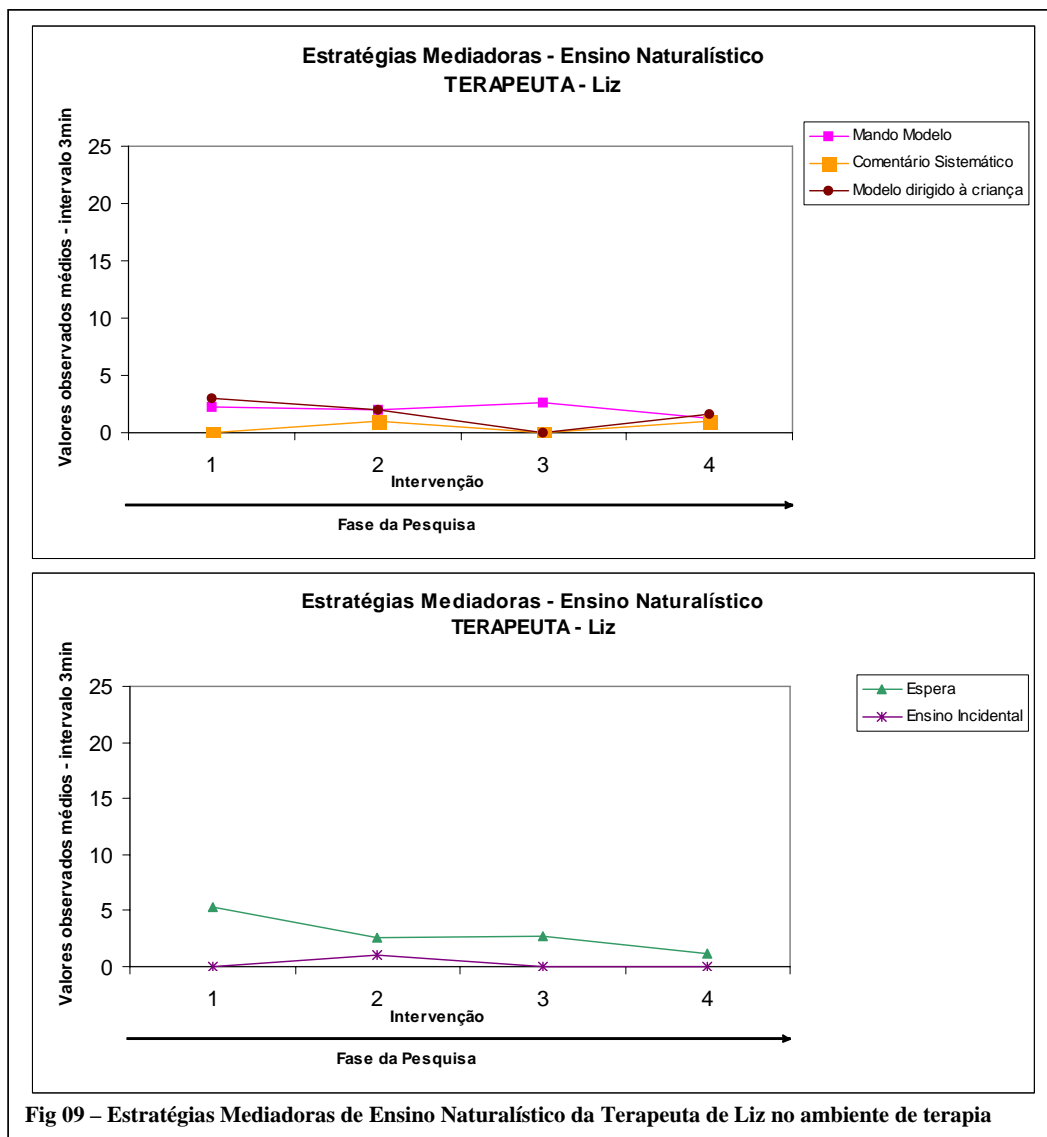 Estratégias Mediadoras - Ensino Naturalístico
TERAPEUTA - Liz
Valores observados médios - intervalo 3min
25
20
15
10
5
0
1 2 3 4
Intervenção
Fase da Pesquisa
Mando Modelo
Comentário Sistemático
Modelo dirigido à criança
Estratégias Mediadoras - Ensino Naturalístico
TERAPEUTA - Liz
Valores observados médios - intervalo 3min
25
20
15
10
5
0
1 2 3 4
Intervenção
Fase da Pesquisa
Espera
Ensino Incidental
Fig 09 – Estratégias Mediadoras de Ensino Naturalístico da Terapeuta de Liz no ambiente de terapia